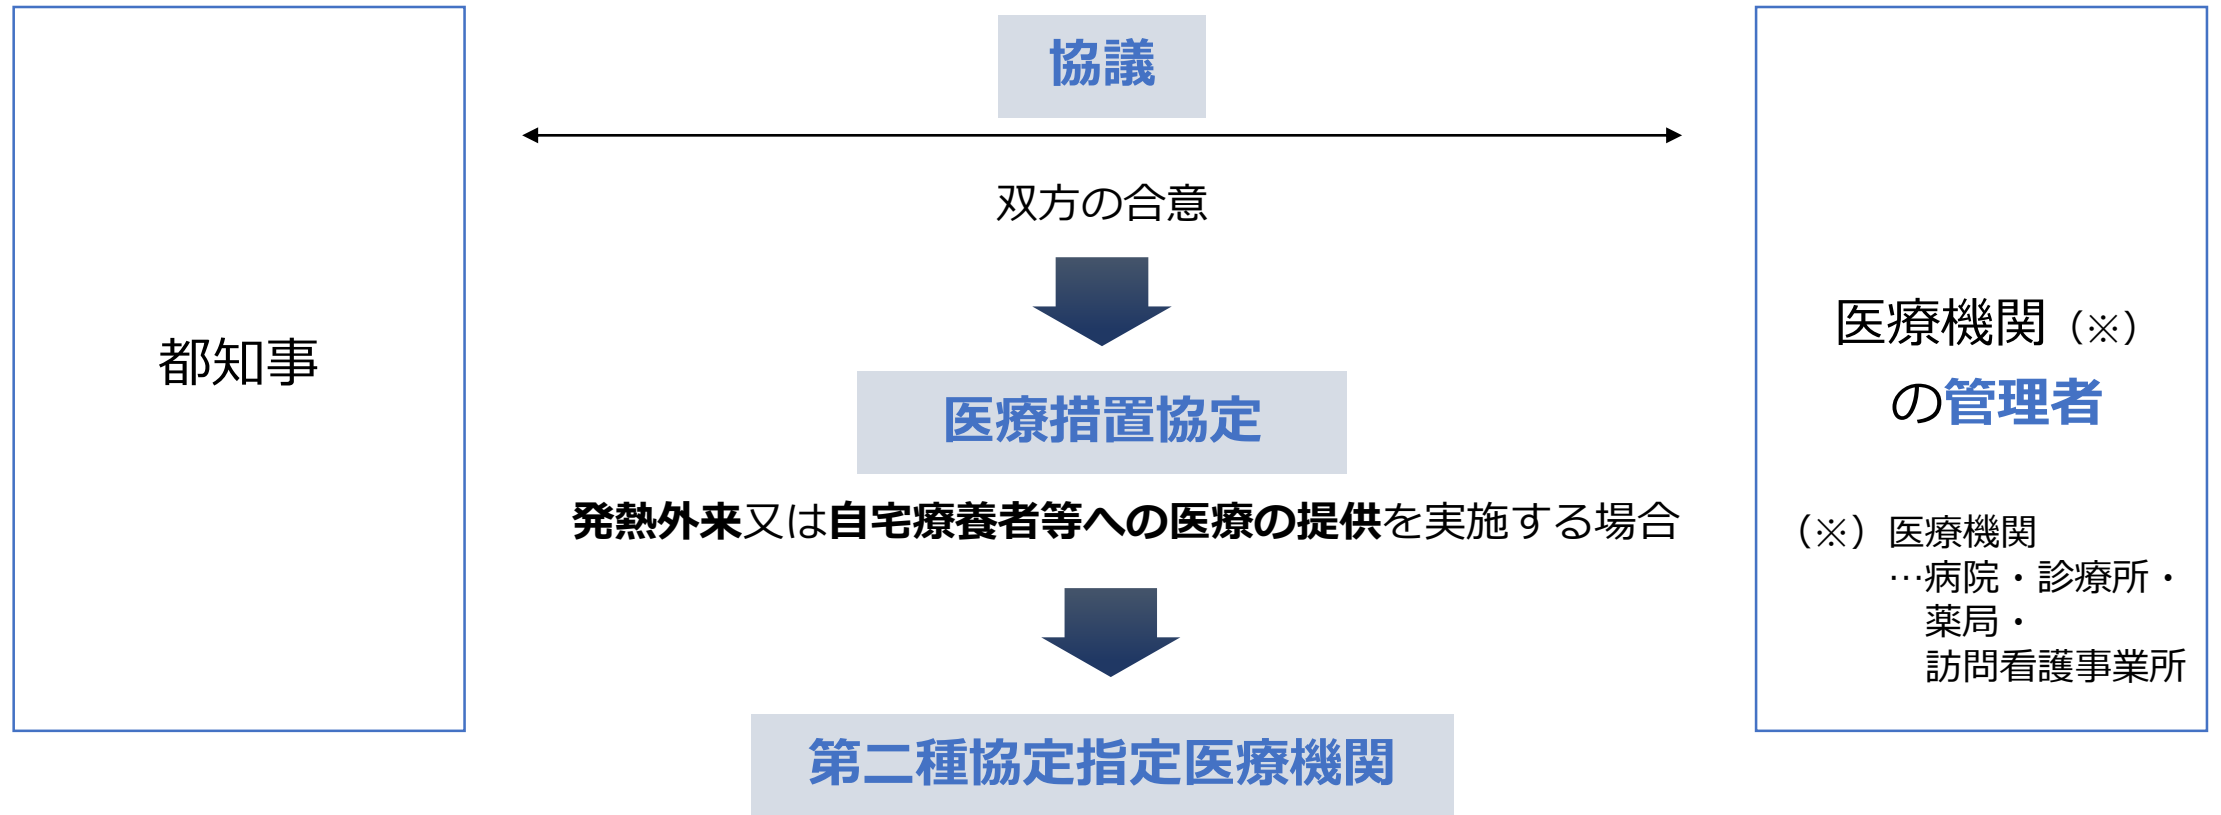 協議
双方の合意
都知事
医療措置協定
発熱外来又は自宅療養者等への医療の提供を実施する場合
第二種協定指定医療機関
医療機関（※）
の管理者
（※）医療機関
…病院・診療所・
薬局・
訪問看護事業所